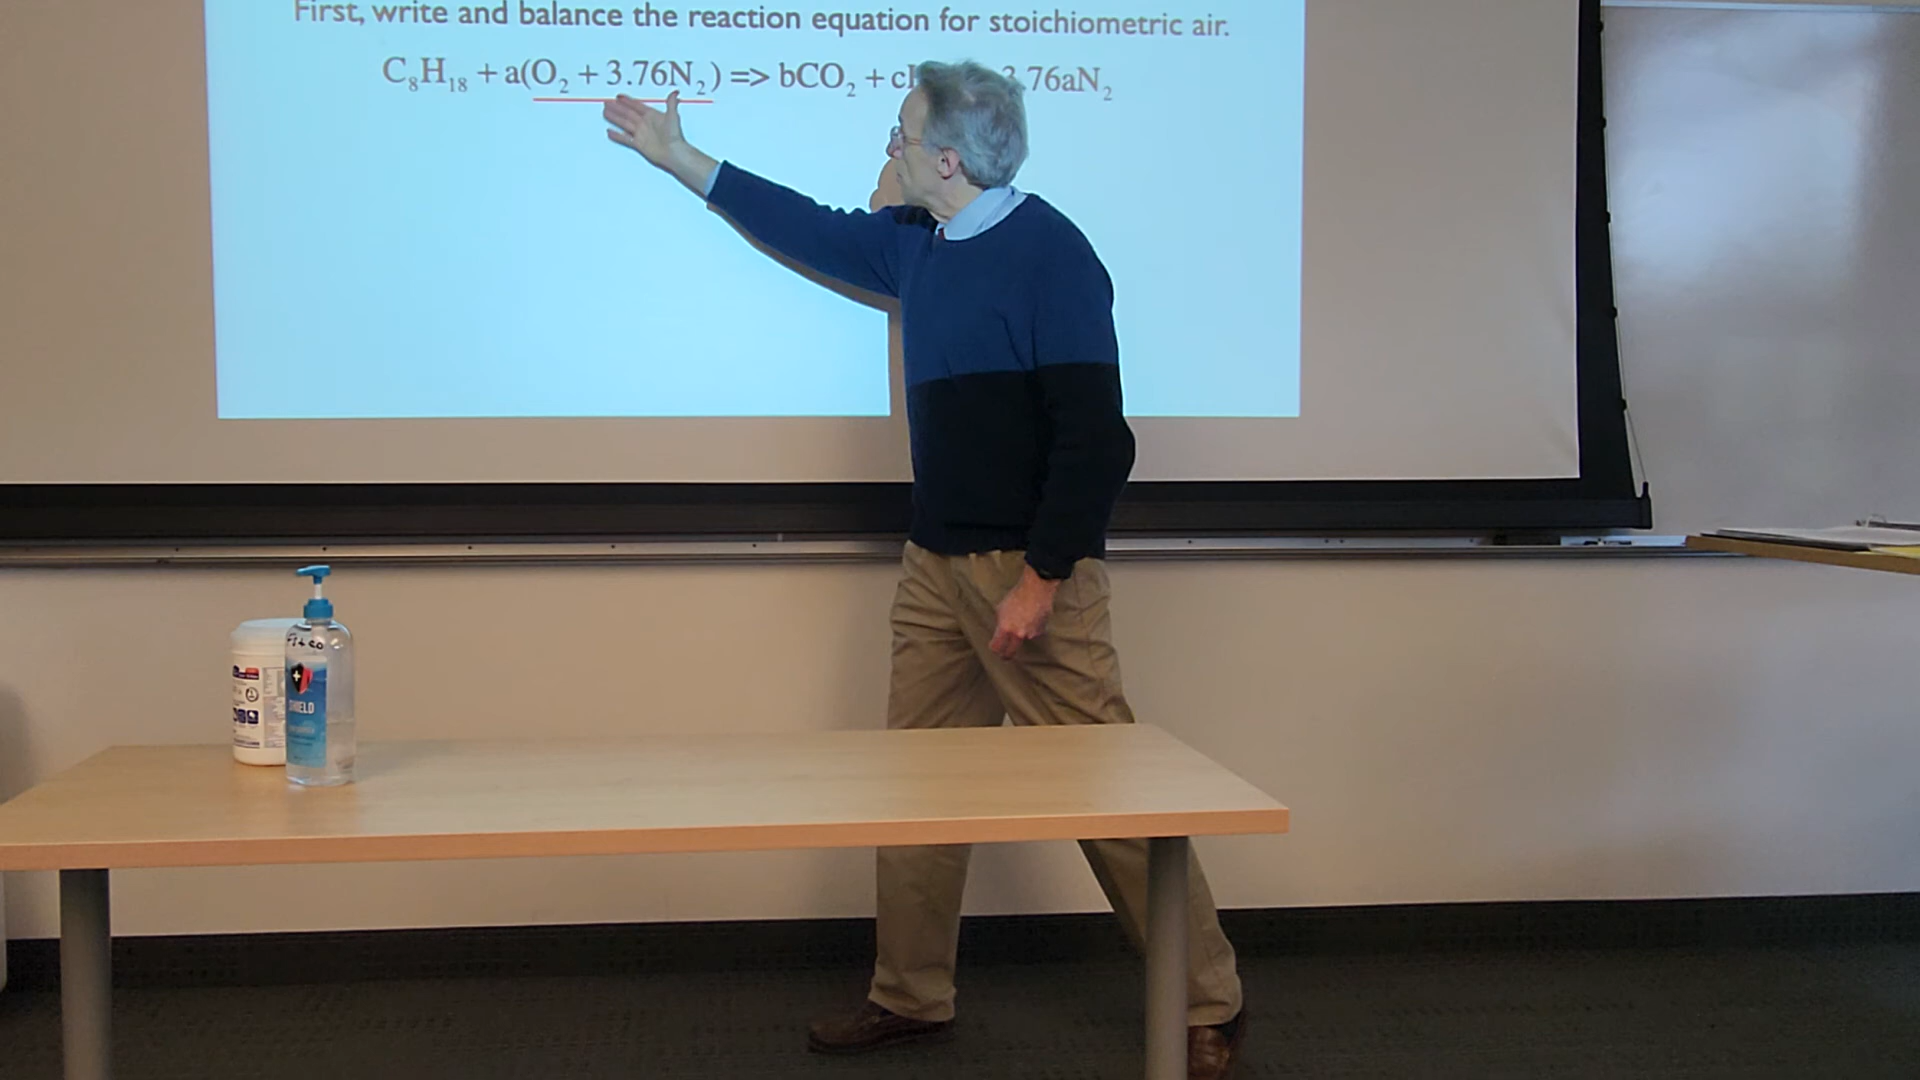 First, write and balance the reaction equation for stoichiometric air.
C₈H₁₈ + a(O₂ + 3.76N₂) => bCO₂ + c 3.76aN₂
SHIELD